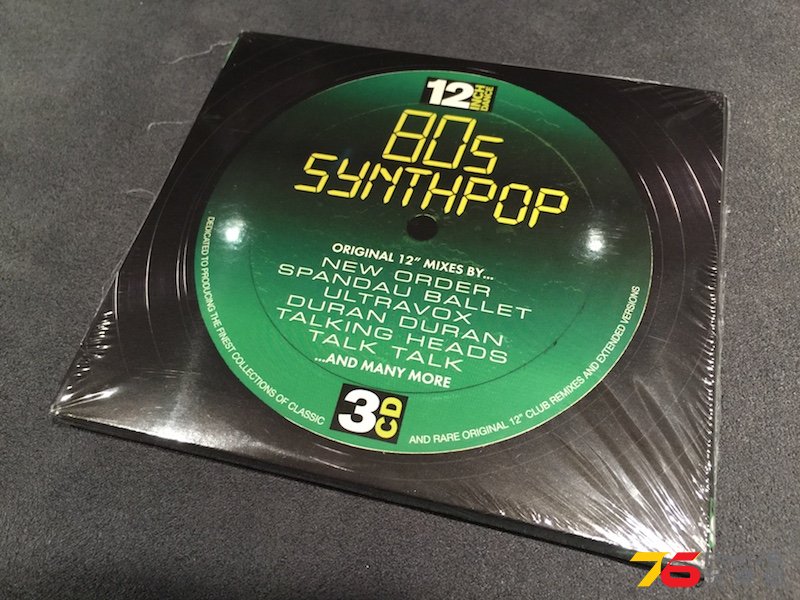 12 INCH DANCE
80s
SYNTHPOP
ORIGINAL 12" MIXES BY...
NEW ORDER
SPANDAU BALLET
ULTRAVOX
DURAN DURAN
TALKING HEADS
TALK TALK
...AND MANY MORE
3CD
DEDICATED TO PRODUCING THE FINEST COLLECTIONS OF CLASSIC
AND RARE ORIGINAL 12" CLUB REMIXES AND EXTENDED VERSIONS
76